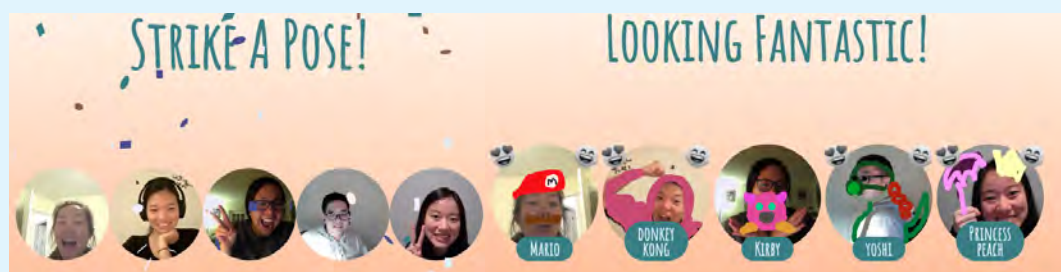 STRIKE A POSE!
LOOKING FANTASTIC!
M
MARIO
DONKEY
KONG
KIRBY
YOSHI
PRINCESS
PEACH